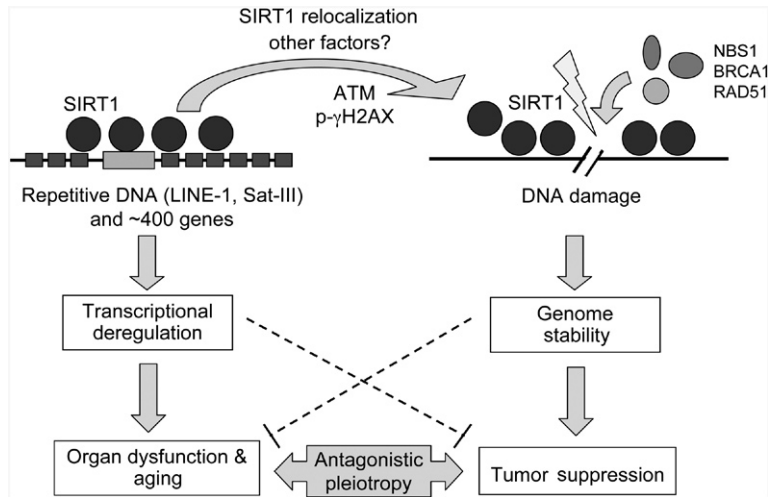 SIRT1 relocalization
other factors?
ATM
p-γH2AX
NBS1
BRCA1
RAD51
SIRT1
SIRT1
Repetitive DNA (LINE-1, Sat-III)
and ~400 genes
DNA damage
Transcriptional
deregulation
Genome
stability
Organ dysfunction &
aging
Antagonistic
pleiotropy
Tumor suppression